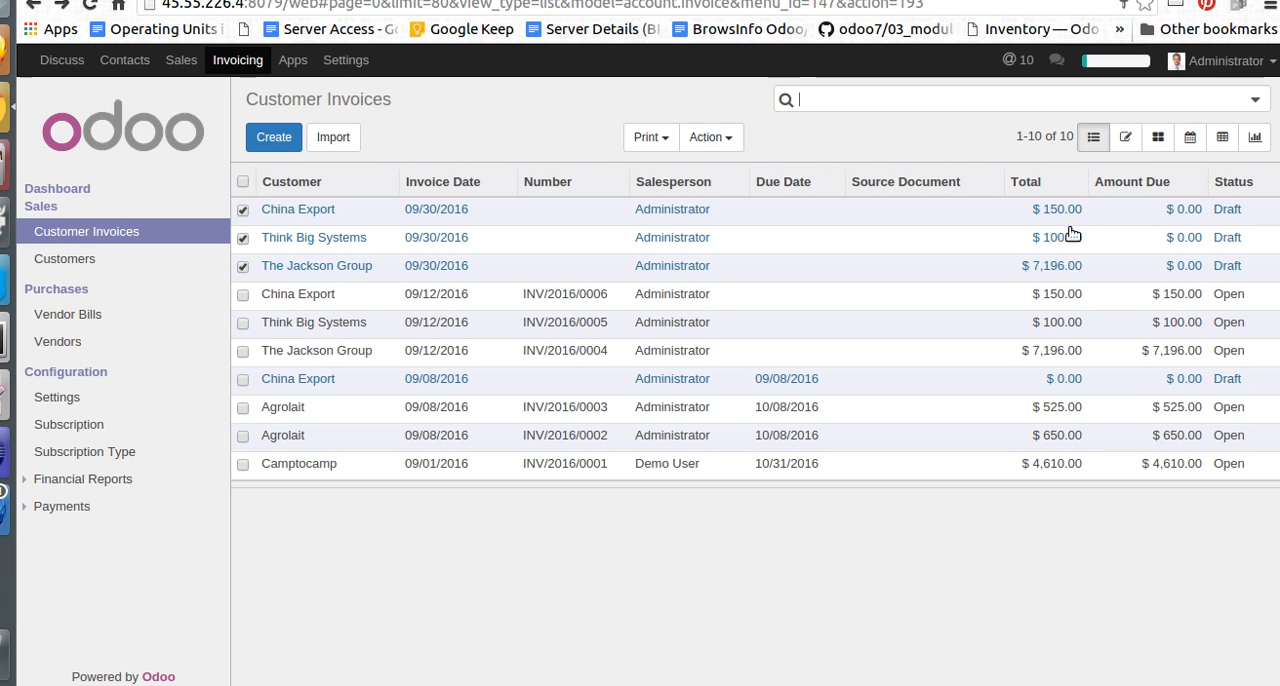 45.55.226.4:8079/web#page=0&limit=80&view_type=list&model=account.invoice&menu_id=147&action=193
Apps Operating Units Server Access - Google Keep Server Details (BI BrowsInfo Odoo/ odoo7/03_modul Inventory — Odo » Other bookmarks
Discuss Contacts Sales Invoicing Apps Settings @ 10 Administrator
odoo
Customer Invoices
Create Import Print Action 1-10 of 10
Dashboard
Sales
Customer Invoices
Customers
Purchases
Vendor Bills
Vendors
Configuration
Settings
Subscription
Subscription Type
Financial Reports
Payments
Powered by Odoo
Customer Invoice Date Number Salesperson Due Date Source Document Total Amount Due Status
China Export 09/30/2016 Administrator $ 150.00 $ 0.00 Draft
Think Big Systems 09/30/2016 Administrator $ 100 $ 0.00 Draft
The Jackson Group 09/30/2016 Administrator $ 7,196.00 $ 0.00 Draft
China Export 09/12/2016 INV/2016/0006 Administrator $ 150.00 $ 150.00 Open
Think Big Systems 09/12/2016 INV/2016/0005 Administrator $ 100.00 $ 100.00 Open
The Jackson Group 09/12/2016 INV/2016/0004 Administrator $ 7,196.00 $ 7,196.00 Open
China Export 09/08/2016 Administrator 09/08/2016 $ 0.00 $ 0.00 Draft
Agrolait 09/08/2016 INV/2016/0003 Administrator 10/08/2016 $ 525.00 $ 525.00 Open
Agrolait 09/08/2016 INV/2016/0002 Administrator 10/08/2016 $ 650.00 $ 650.00 Open
Camptocamp 09/01/2016 INV/2016/0001 Demo User 10/31/2016 $ 4,610.00 $ 4,610.00 Open